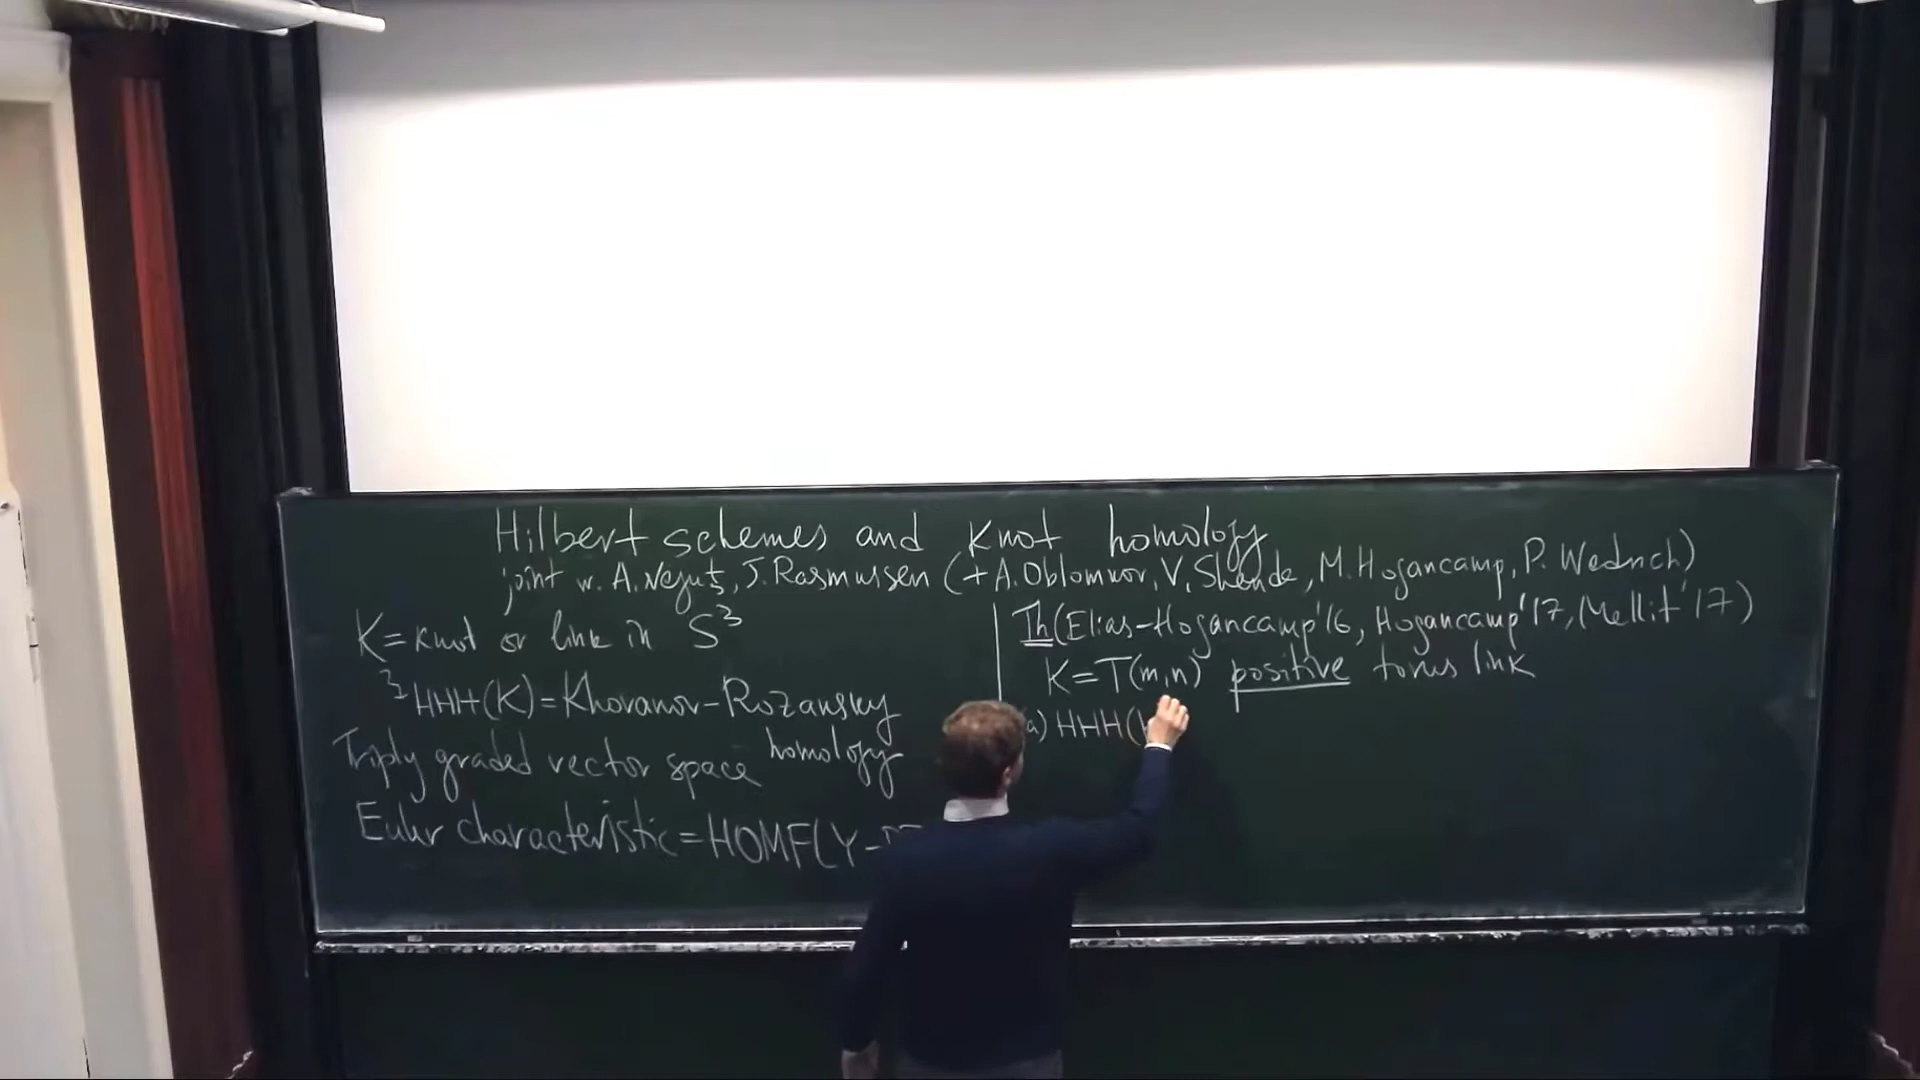 Hilbert schemes and Knot homology
joint w. A. Neguț, J. Rasmussen (+ A. Oblomkov, V. Shende, M. Hogancamp, P. Wedrich)
K = knot or link in S³
HHH(K) = Khovanov-Rozansky
homology
Triply graded vector space
Euler characteristic = HOMFLY-
Th (Elias-Hogancamp '16, Hogancamp '17, (Mellit '17)
K = T(m,n) positive torus link
a) HHH(